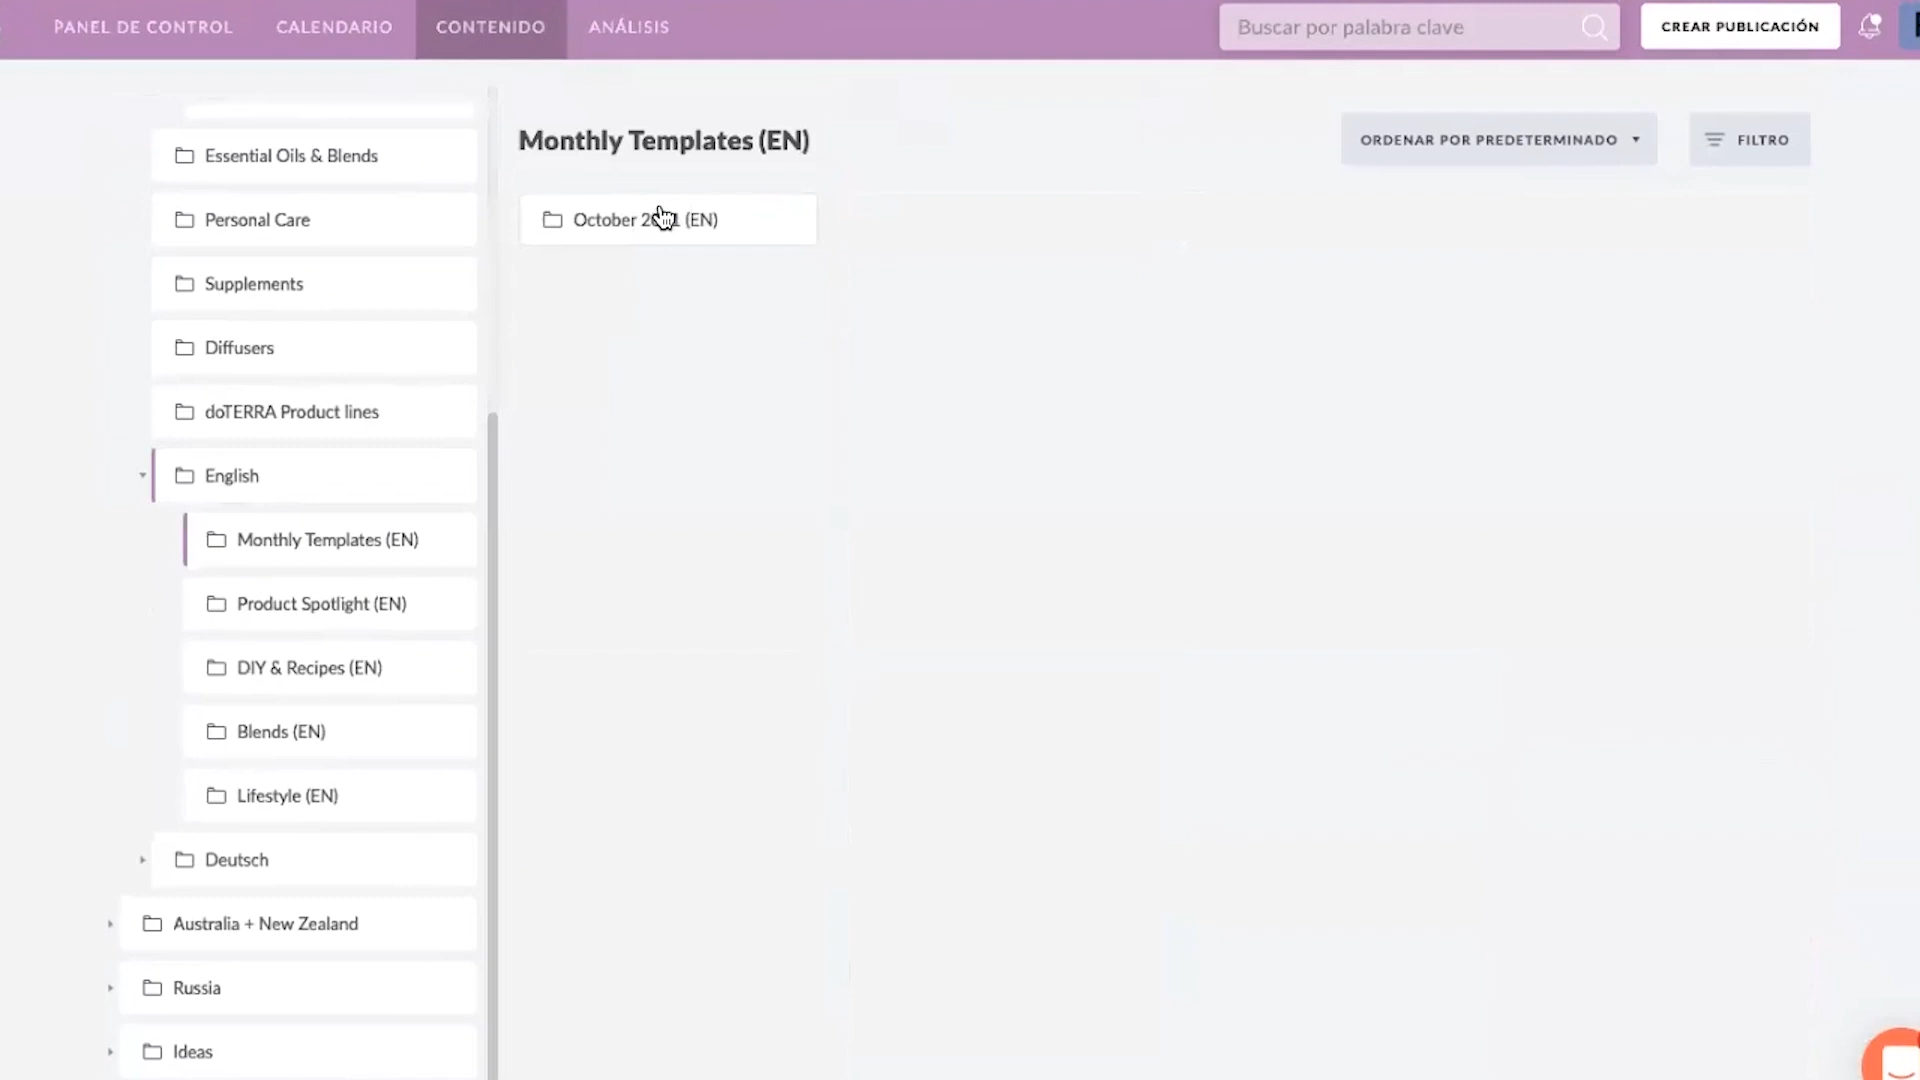 PANEL DE CONTROL
CALENDARIO
CONTENIDO
ANÁLISIS
Buscar por palabra clave
CREAR PUBLICACIÓN
Essential Oils & Blends
Personal Care
Supplements
Diffusers
doTERRA Product lines
English
Monthly Templates (EN)
Product Spotlight (EN)
DIY & Recipes (EN)
Blends (EN)
Lifestyle (EN)
Deutsch
Australia + New Zealand
Russia
Ideas
Monthly Templates (EN)
ORDENAR POR PREDETERMINADO
FILTRO
October (EN)